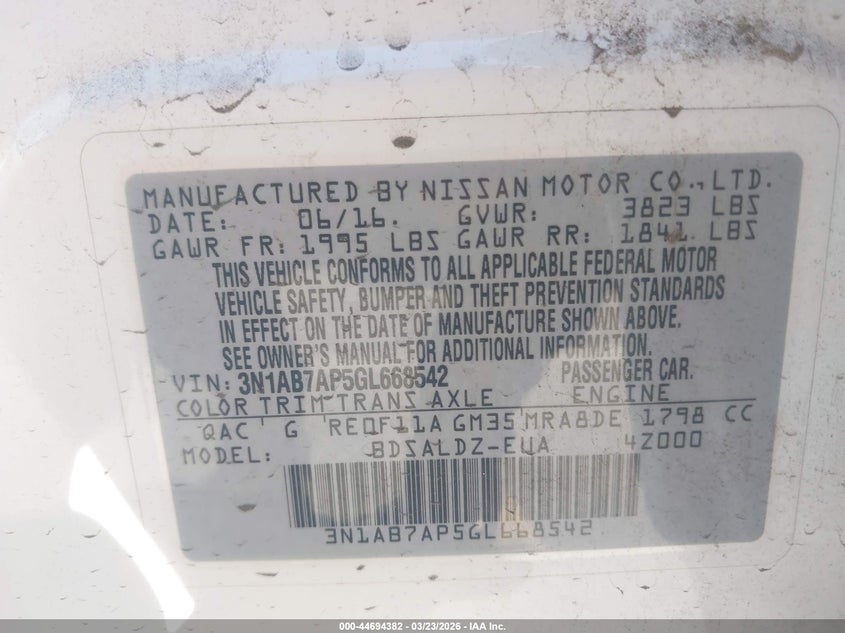 MANUFACTURED BY NISSAN MOTOR CO., LTD.
DATE: 06/16. GVWR: 3823 LBS
GAWR FR: 1995 LBS GAWR RR: 1841 LBS
THIS VEHICLE CONFORMS TO ALL APPLICABLE FEDERAL MOTOR
VEHICLE SAFETY, BUMPER AND THEFT PREVENTION STANDARDS
IN EFFECT ON THE DATE OF MANUFACTURE SHOWN ABOVE.
SEE OWNER'S MANUAL FOR ADDITIONAL INFORMATION.
VIN: 3N1AB7AP5GL668542 PASSENGER CAR.
COLOR TRIM TRANS AXLE ENGINE
QAC G RE0F11A GM35 MRA8DE 1798 CC
MODEL: BDSALDZ-EUA 4Z000
3N1AB7AP5GL668542
000-44694382 - 03/23/2026 - IAA Inc.